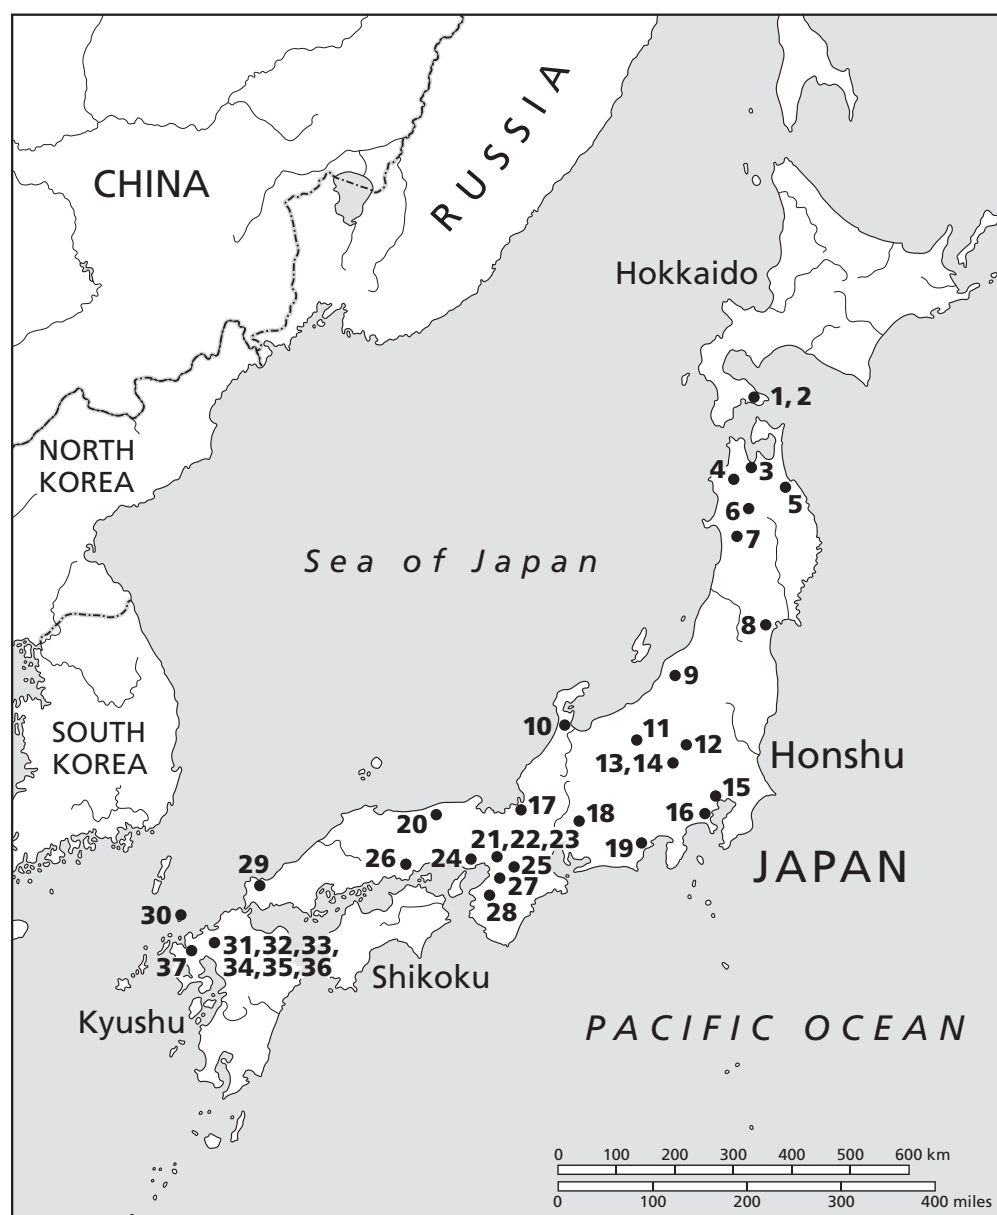 CHINA
RUSSIA
Hokkaido
1, 2
NORTH
KOREA
4
3
5
6
7
Sea of Japan
8
9
SOUTH
KOREA
10
11
12
13, 14
Honshu
15
16
17
18
19
20
21, 22, 23
24
25
26
27
28
29
JAPAN
30
31, 32, 33,
34, 35, 36
37
Shikoku
Kyushu
PACIFIC OCEAN
0 100 200 300 400 500 600 km
0 100 200 300 400 miles